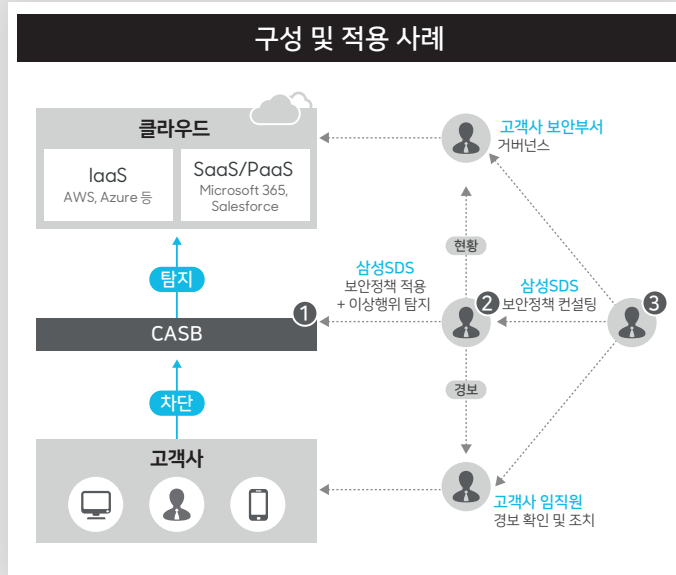 구성 및 적용 사례
클라우드
IaaS
AWS, Azure 등
SaaS/PaaS
Microsoft 365,
Salesforce
탐지
CASB
1
차단
고객사
고객사 보안부서
거버넌스
현황
삼성SDS
보안정책 적용
+ 이상행위 탐지
2
삼성SDS
보안정책 컨설팅
3
경보
고객사 임직원
경보 확인 및 조치